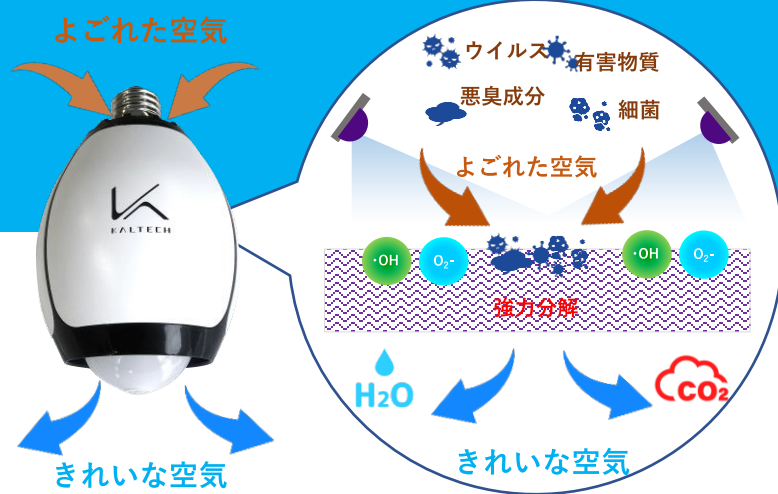 よごれた空気
KALTECH
きれいな空気
ウイルス
有害物質
悪臭成分
細菌
よごれた空気
·OH
O₂-
·OH
O₂-
強力分解
H₂O
CO₂
きれいな空気